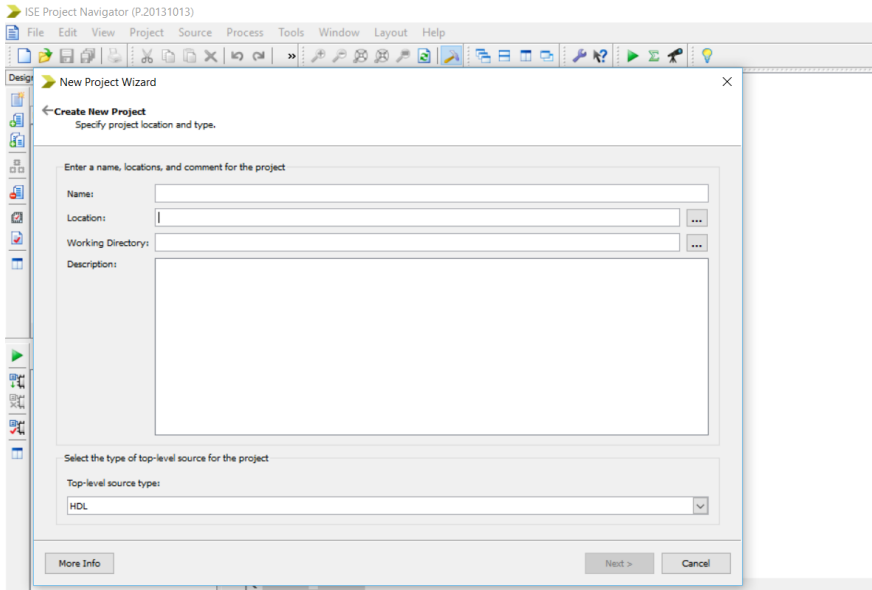 ISE Project Navigator (P.20131013)
File Edit View Project Source Process Tools Window Layout Help
»
New Project Wizard
Create New Project
Specify project location and type.
Enter a name, locations, and comment for the project
Name:
Location:
...
Working Directory:
...
Description:
Select the type of top-level source for the project
Top-level source type:
HDL
More Info
Next >
Cancel